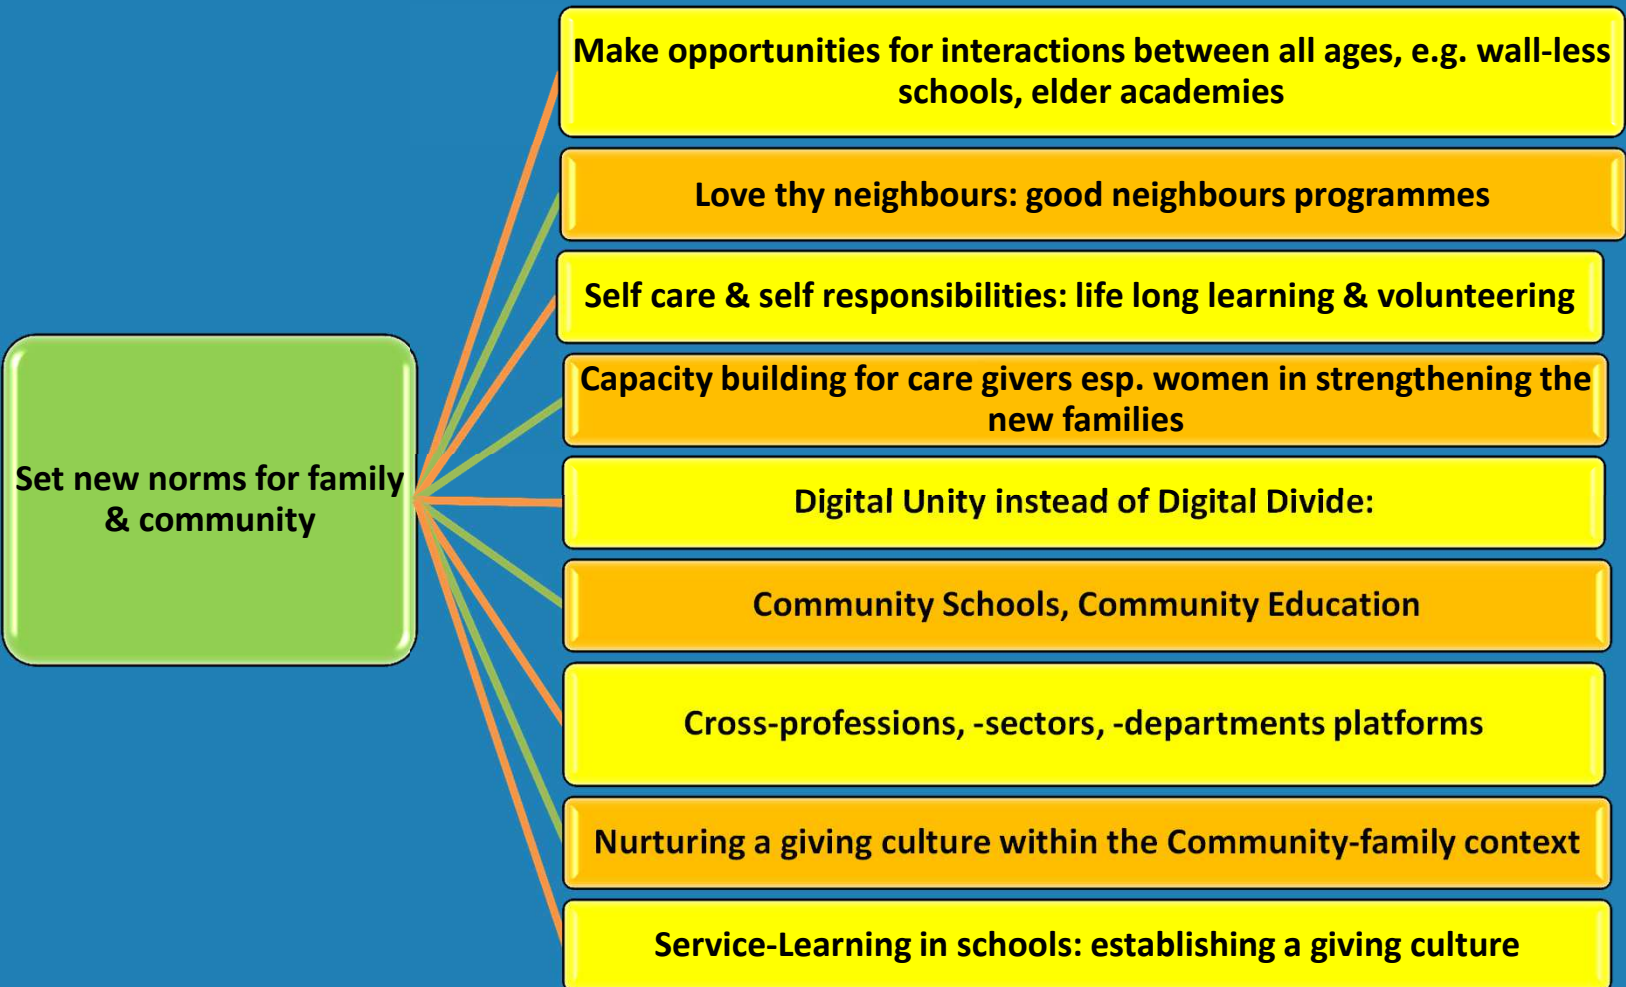 Make opportunities for interactions between all ages, e.g. wall-less
schools, elder academies
Love thy neighbours: good neighbours programmes
Self care & self responsibilities: life long learning & volunteering
Set new norms for family
& community
Capacity building for care givers esp. women in strengthening the
new families
Digital Unity instead of Digital Divide:
Community Schools, Community Education
Cross-professions, -sectors, -departments platforms
Nurturing a giving culture within the Community-family context
Service-Learning in schools: establishing a giving culture